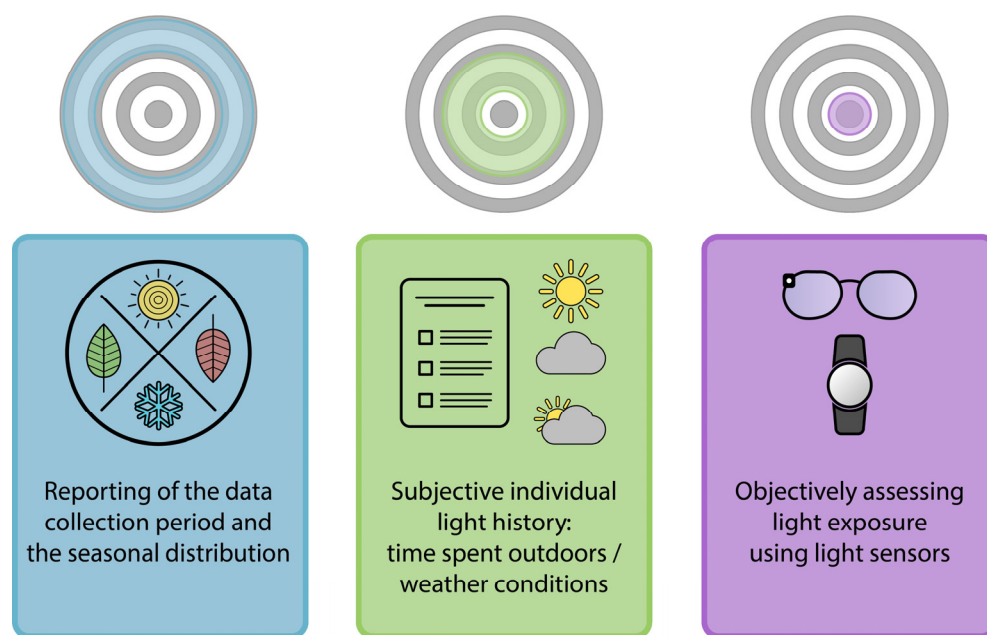 Reporting of the data
collection period and
the seasonal distribution
Subjective individual
light history:
time spent outdoors /
weather conditions
Objectively assessing
light exposure
using light sensors